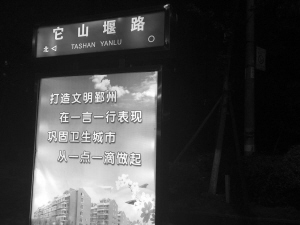 它山堰路
北 TASHAN YANLU
打造文明鄞州
在一言一行表现
巩固卫生城市
从一点一滴做起